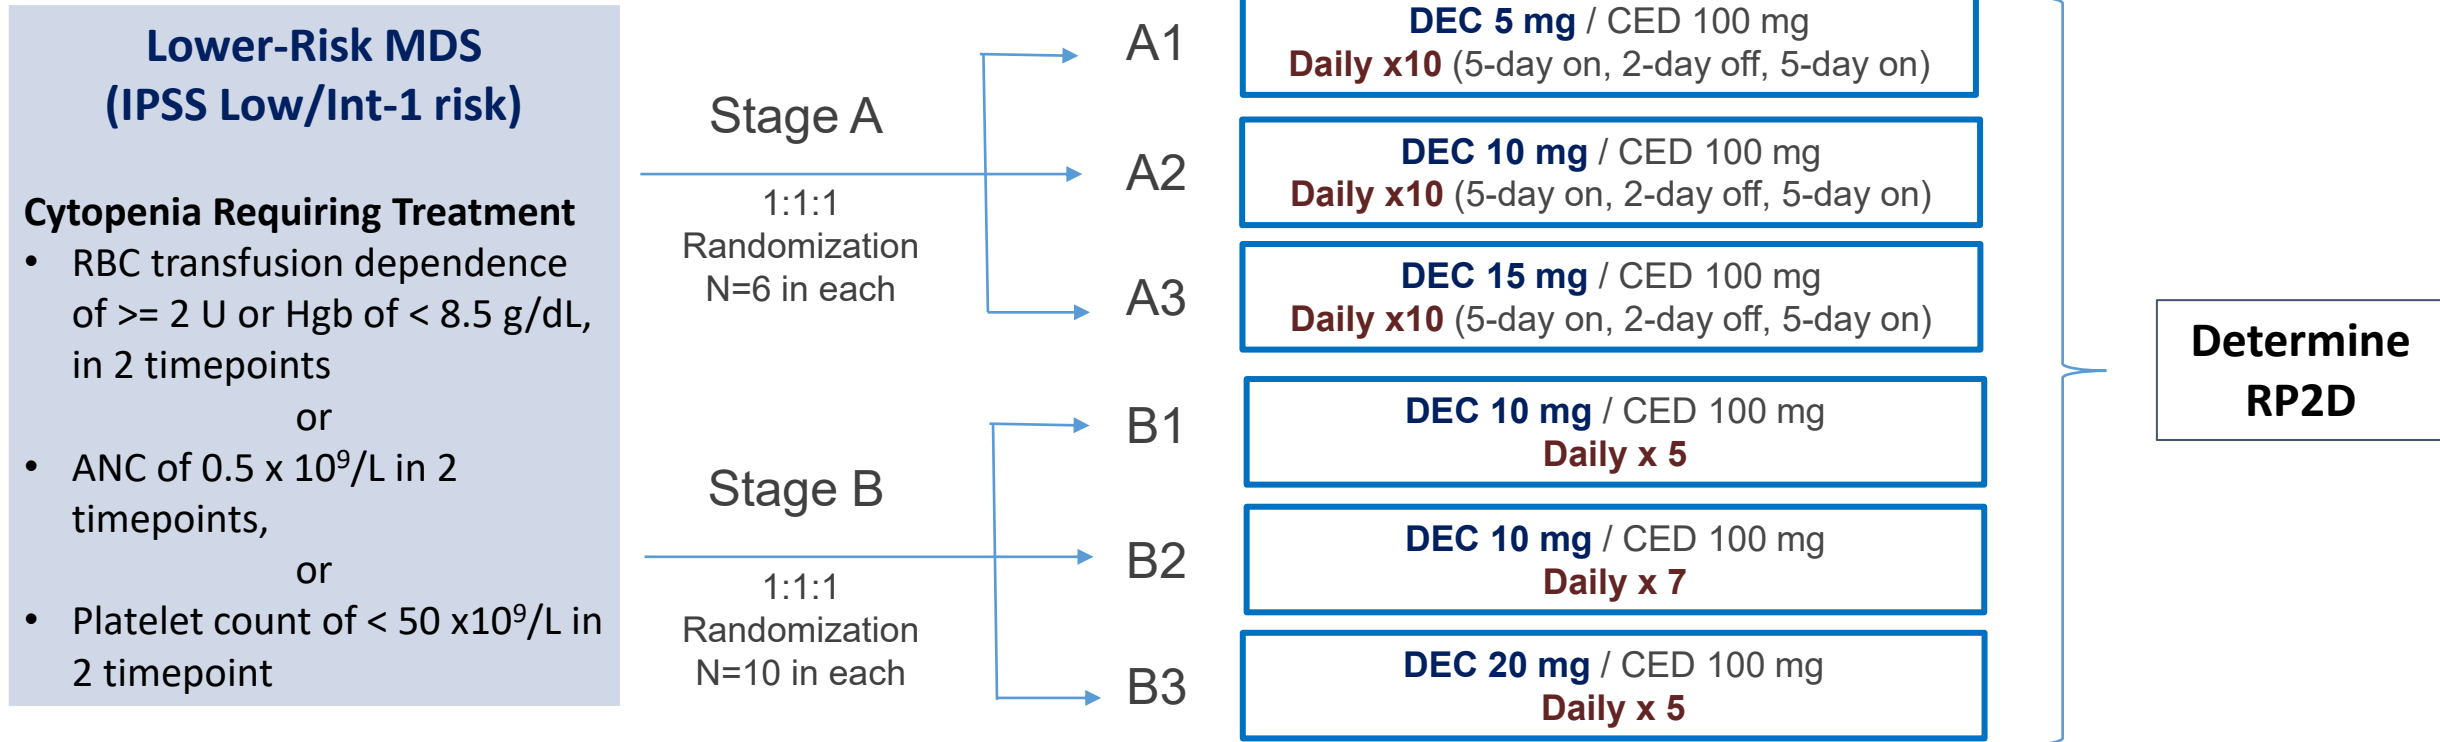 Lower-Risk MDS
(IPSS Low/Int-1 risk)
Cytopenia Requiring Treatment
• RBC transfusion dependence
of >= 2 U or Hgb of < 8.5 g/dL,
in 2 timepoints
or
• ANC of 0.5 x 10⁹/L in 2
timepoints,
or
• Platelet count of < 50 x10⁹/L in
2 timepoint
Stage A
1:1:1
Randomization
N=6 in each
A1
DEC 5 mg / CED 100 mg
Daily x10 (5-day on, 2-day off, 5-day on)
A2
DEC 10 mg / CED 100 mg
Daily x10 (5-day on, 2-day off, 5-day on)
A3
DEC 15 mg / CED 100 mg
Daily x10 (5-day on, 2-day off, 5-day on)
Stage B
1:1:1
Randomization
N=10 in each
B1
DEC 10 mg / CED 100 mg
Daily x 5
B2
DEC 10 mg / CED 100 mg
Daily x 7
B3
DEC 20 mg / CED 100 mg
Daily x 5
Determine
RP2D